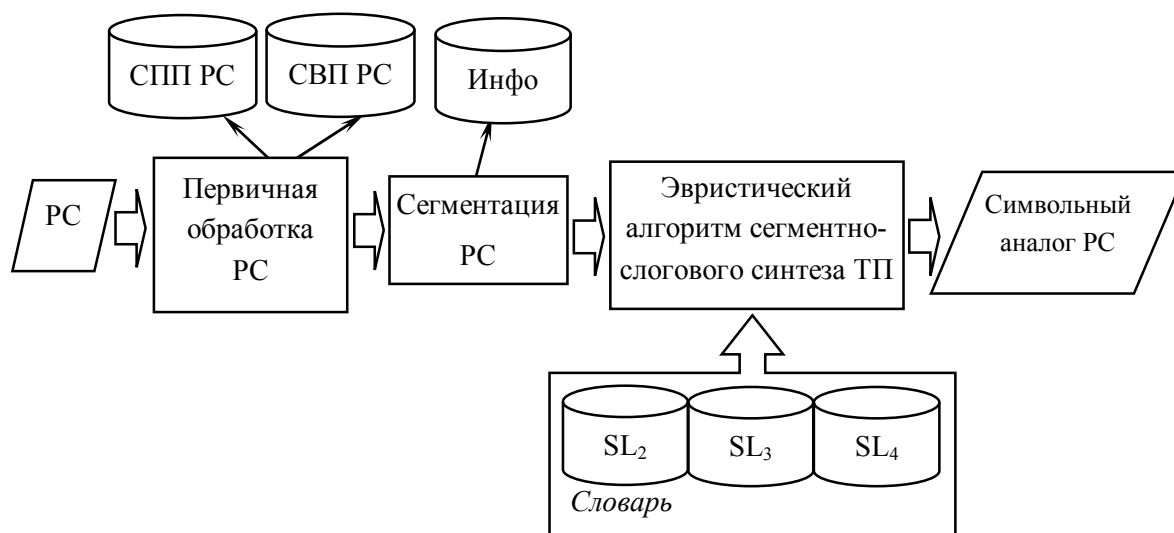 СПП РС
СВП РС
Инфо
РС
Первичная
обработка
РС
Сегментация
РС
Эвристический
алгоритм сегментно-
слогового синтеза ТП
Символьный
аналог РС
SL₂
SL₃
SL₄
Словарь